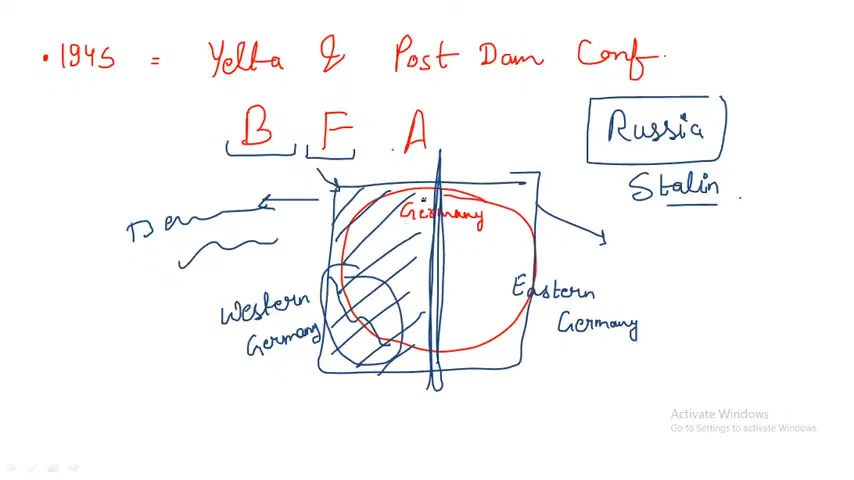 • 1945 = Yelta & Post Dam Conf.
B F A
Russia
Stalin
Germany
Western
Germany
Eastern
Germany
Activate Windows
Go to Settings to activate Windows.